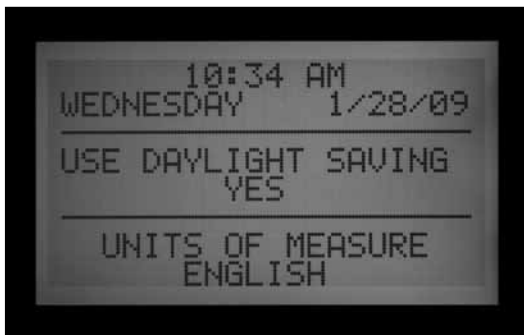 10:34 AM
WEDNESDAY 1/28/09
USE DAYLIGHT SAVING
YES
UNITS OF MEASURE
ENGLISH